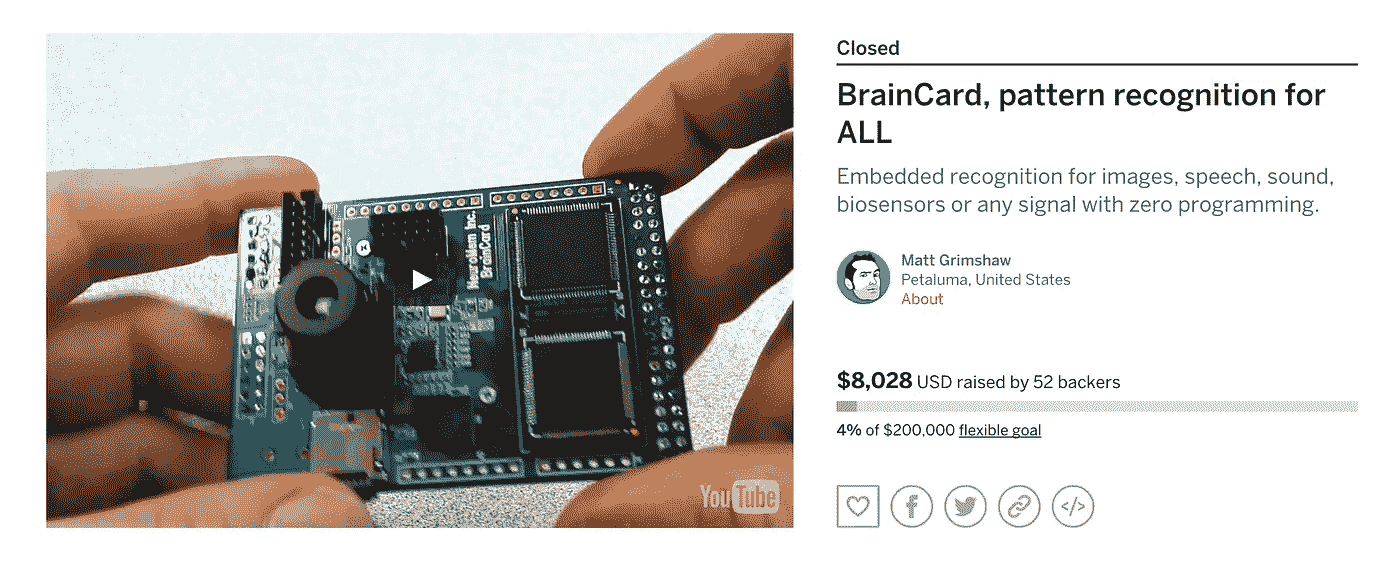 Closed
BrainCard, pattern recognition for
ALL
Embedded recognition for images, speech, sound,
biosensors or any signal with zero programming.
Matt Grimshaw
Petaluma, United States
About
$8,028 USD raised by 52 backers
4% of $200,000 flexible goal
NeuroMem Inc.
BrainCard
YouTube